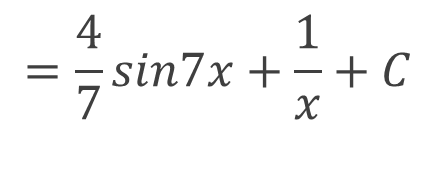 = 4/7 sin7x + 1/x + C